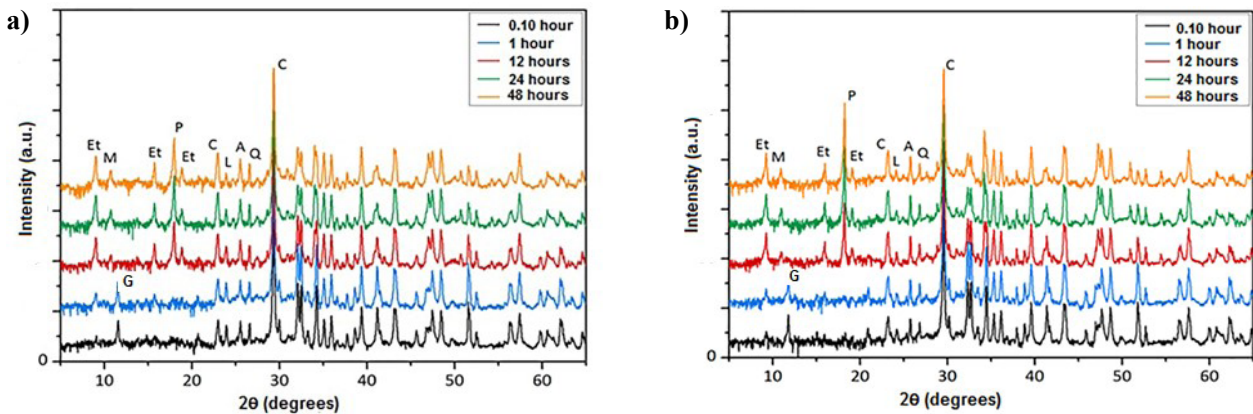 a)
0.10 hour
1 hour
12 hours
24 hours
48 hours
C
P
Et
M
Et
Et
C
L
A
Q
G
Intensity (a.u.)
0
10 20 30 40 50 60
2θ (degrees)
b)
0.10 hour
1 hour
12 hours
24 hours
48 hours
C
P
Et
M
Et
Et
C
L
A
Q
G
Intensity (a.u.)
0
10 20 30 40 50 60
2θ (degrees)